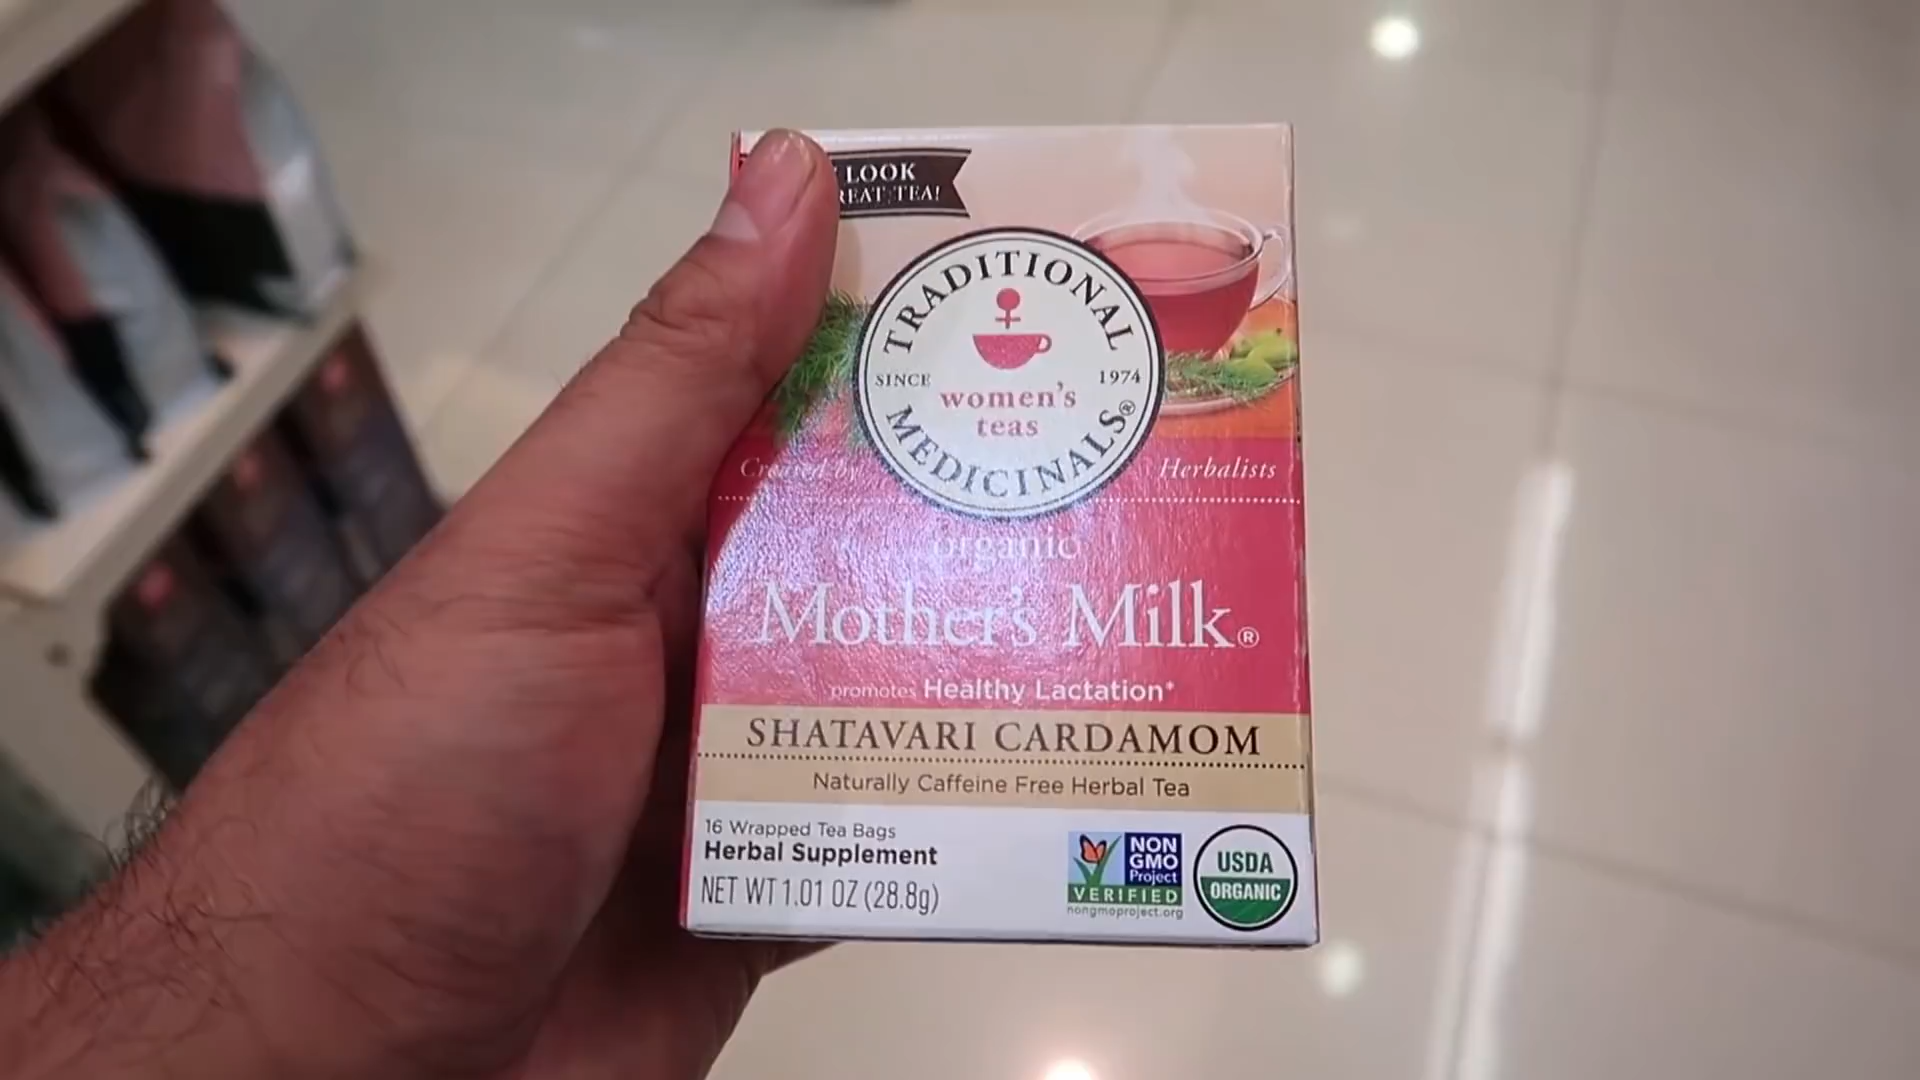 LOOK
TEA!
TRADITIONAL
SINCE 1974
women's
teas
MEDICINALS®
Created by Herbalists
organic
Mother's Milk®
promotes Healthy Lactation*
SHATAVARI CARDAMOM
Naturally Caffeine Free Herbal Tea
16 Wrapped Tea Bags
Herbal Supplement
NET WT 1.01 OZ (28.8g)
NON
GMO
Project
VERIFIED
nongmoproject.org
USDA
ORGANIC